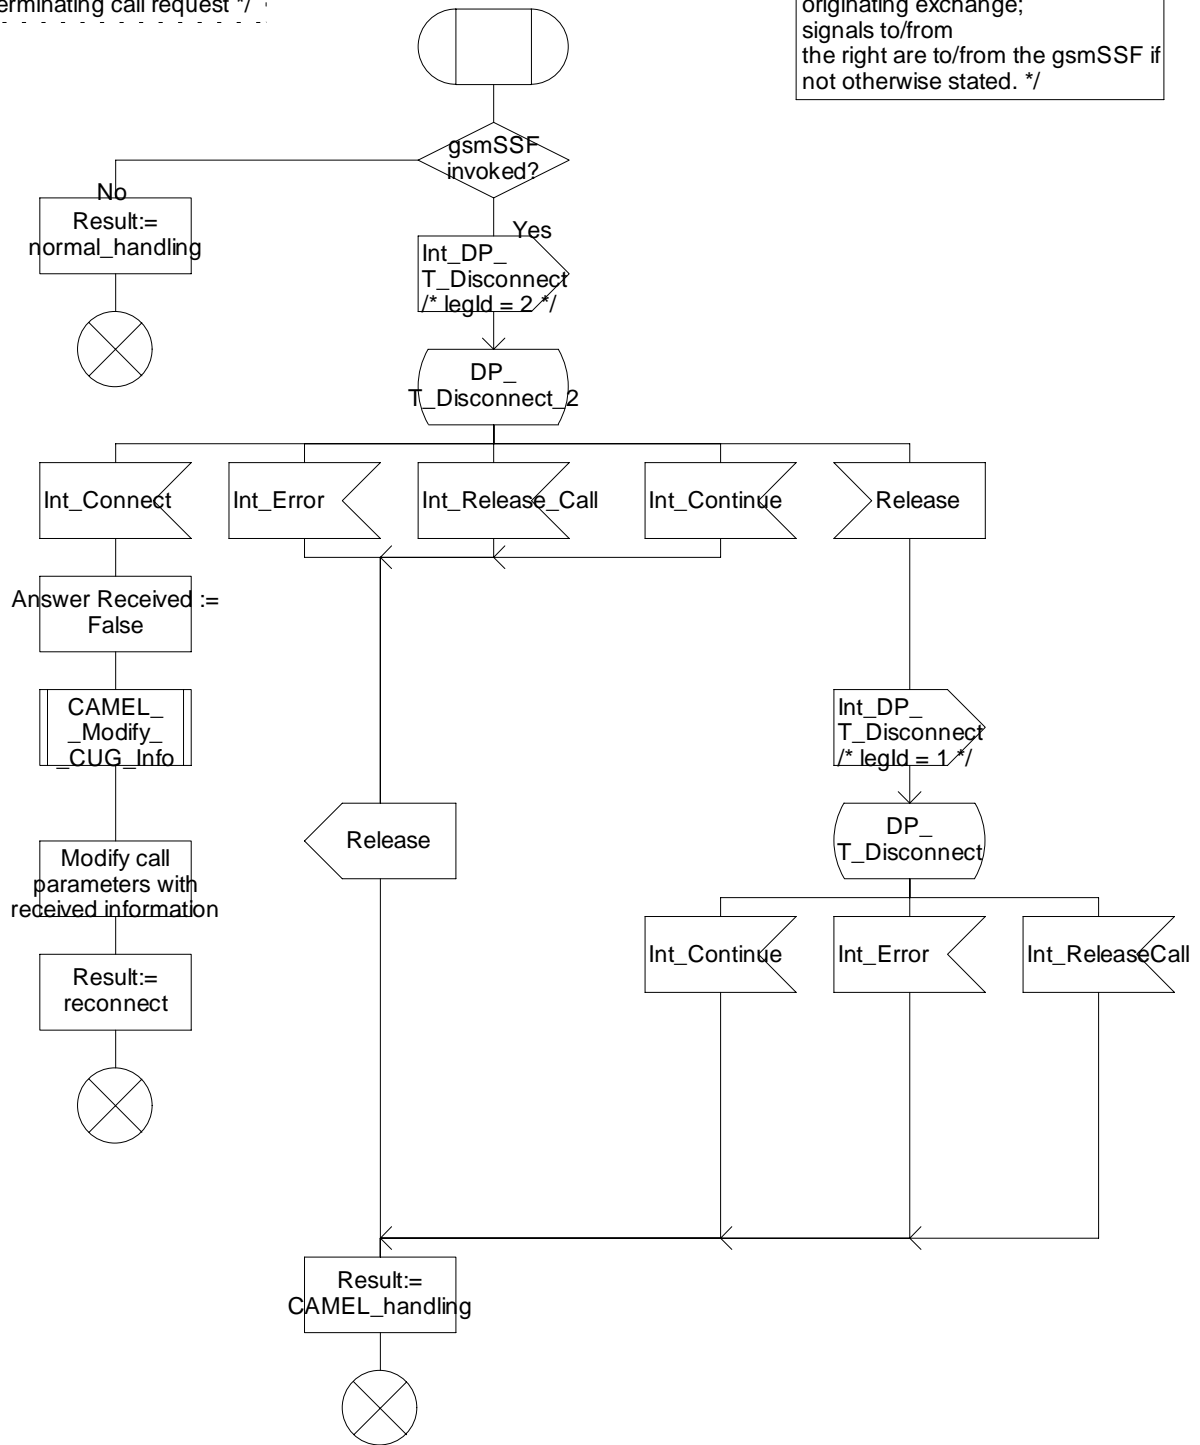 erminating call request */
originating exchange;
signals to/from
the right are to/from the gsmSSF if
not otherwise stated. */
gsmSSF
invoked?
No
Yes
Result:=
normal_handling
Int_DP_
T_Disconnect
/* legId = 2 */
DP_
T_Disconnect_2
Int_Connect
Int_Error
Int_Release_Call
Int_Continue
Release
Answer Received :=
False
CAMEL_
_Modify_
_CUG_Info
Int_DP_
T_Disconnect
/* legId = 1 */
Release
DP_
T_Disconnect
Modify call
parameters with
received information
Int_Continue
Int_Error
Int_ReleaseCall
Result:=
reconnect
Result:=
CAMEL_handling